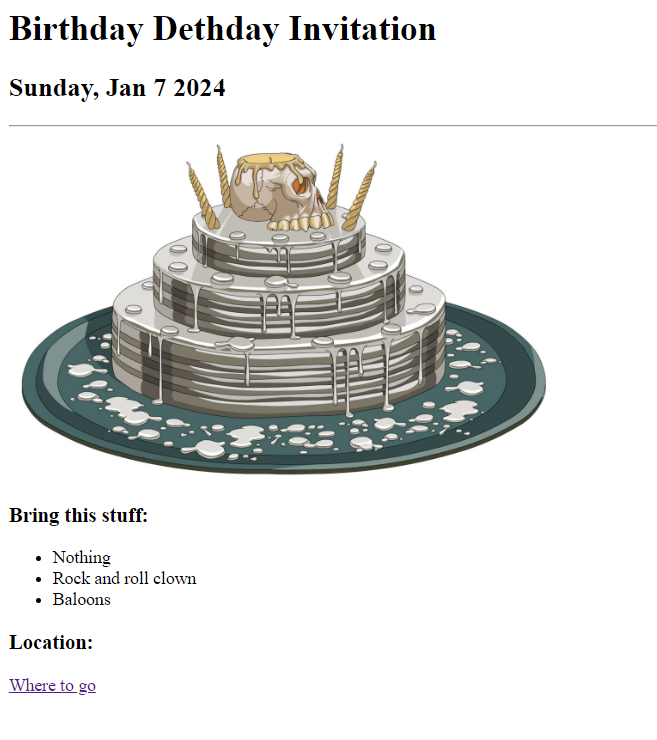 Birthday Dethday Invitation
Sunday, Jan 7 2024
Bring this stuff:
Nothing
Rock and roll clown
Baloons
Location:
Where to go